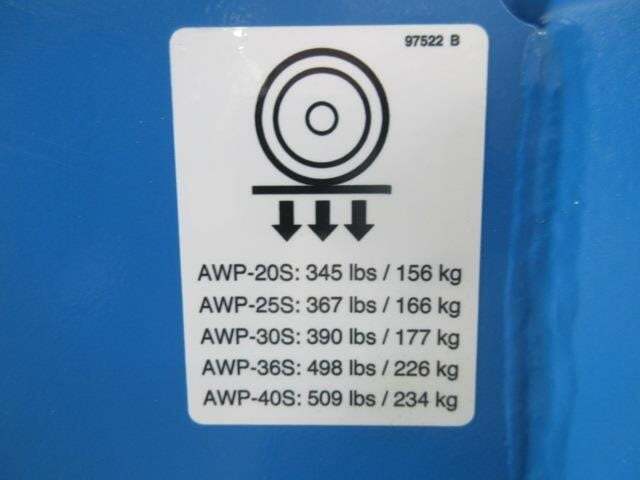 97522 B
AWP-20S: 345 lbs / 156 kg
AWP-25S: 367 lbs / 166 kg
AWP-30S: 390 lbs / 177 kg
AWP-36S: 498 lbs / 226 kg
AWP-40S: 509 lbs / 234 kg